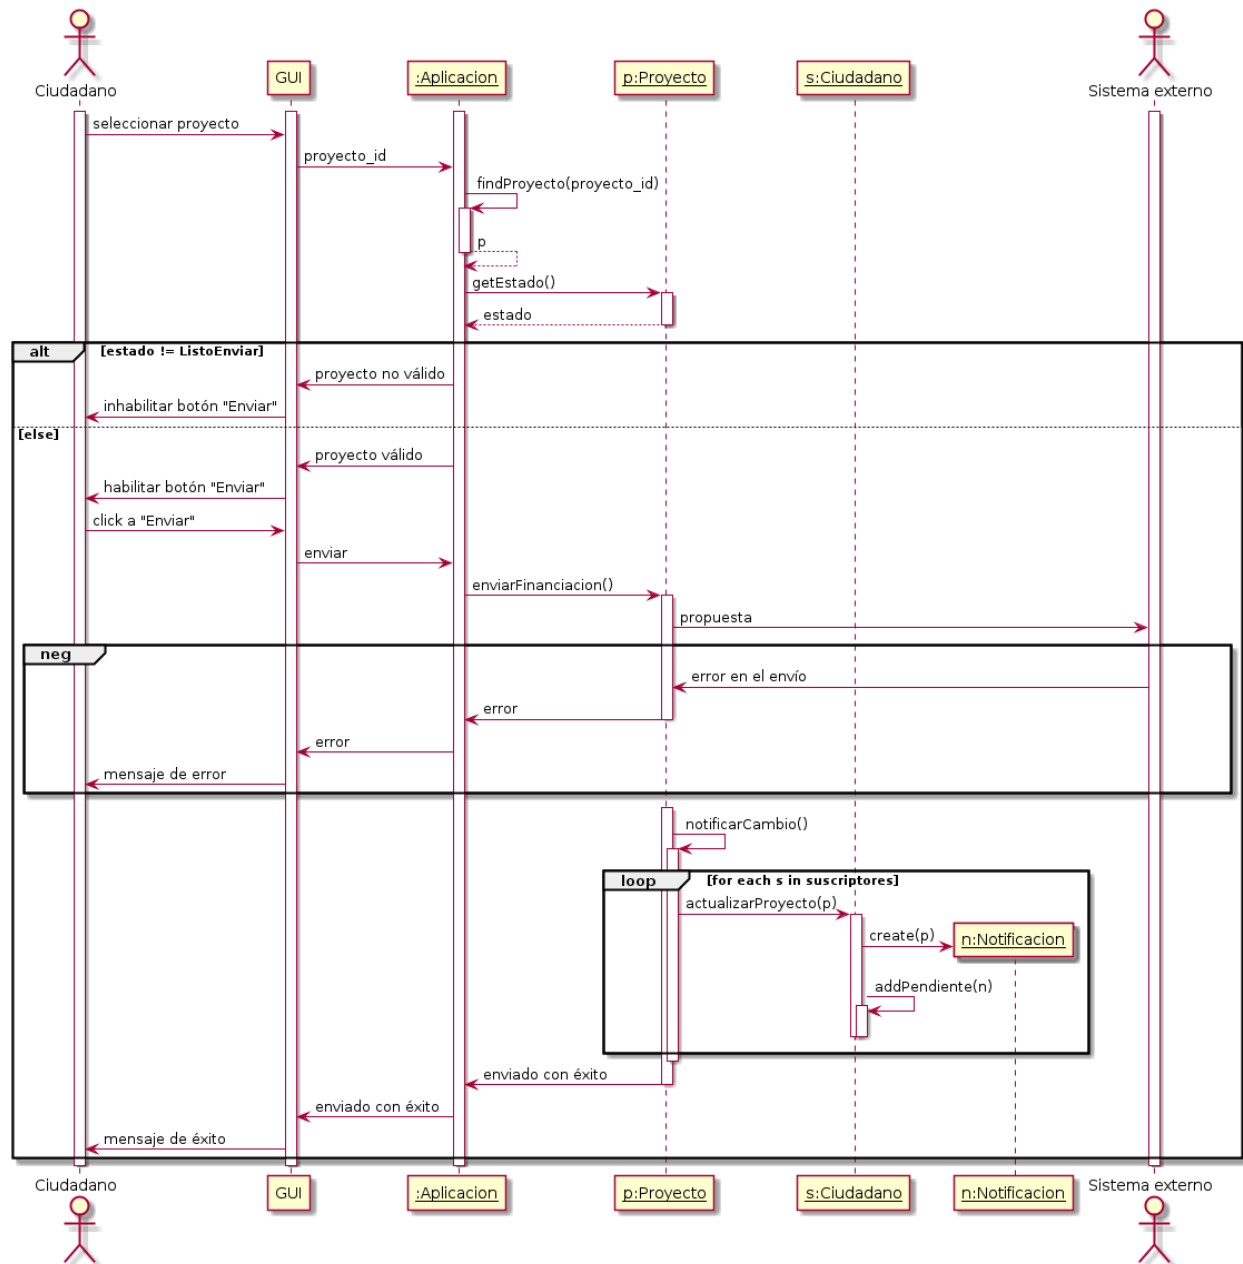 Ciudadano
GUI
:Aplicacion
p:Proyecto
s:Ciudadano
Sistema externo
seleccionar proyecto
proyecto_id
findProyecto(proyecto_id)
p
getEstado()
estado
alt
[estado != ListoEnviar]
proyecto no válido
inhabilitar botón "Enviar"
[else]
proyecto válido
habilitar botón "Enviar"
click a "Enviar"
enviar
enviarFinanciacion()
propuesta
neg
error en el envío
error
error
mensaje de error
notificarCambio()
loop
[for each s in suscriptores]
actualizarProyecto(p)
create(p)
n:Notificacion
addPendiente(n)
enviado con éxito
enviado con éxito
mensaje de éxito
Ciudadano
GUI
:Aplicacion
p:Proyecto
s:Ciudadano
n:Notificacion
Sistema externo